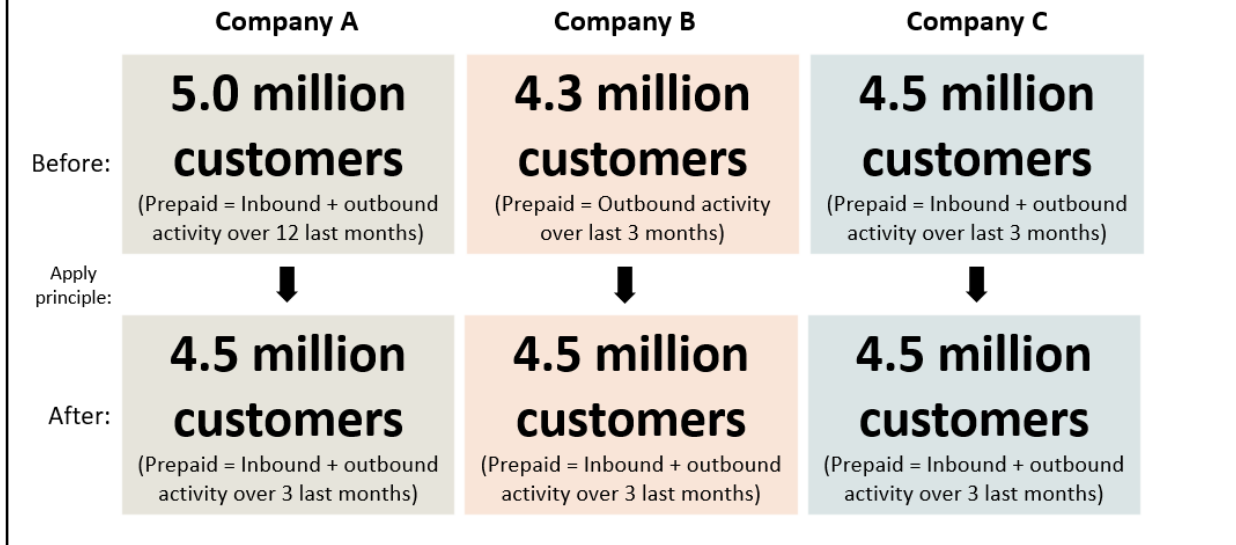 Company A
Company B
Company C
Before:
5.0 million
customers
(Prepaid = Inbound + outbound
activity over 12 last months)
4.3 million
customers
(Prepaid = Outbound activity
over last 3 months)
4.5 million
customers
(Prepaid = Inbound + outbound
activity over last 3 months)
Apply
principle:
After:
4.5 million
customers
(Prepaid = Inbound + outbound
activity over 3 last months)
4.5 million
customers
(Prepaid = Inbound + outbound
activity over 3 last months)
4.5 million
customers
(Prepaid = Inbound + outbound
activity over 3 last months)